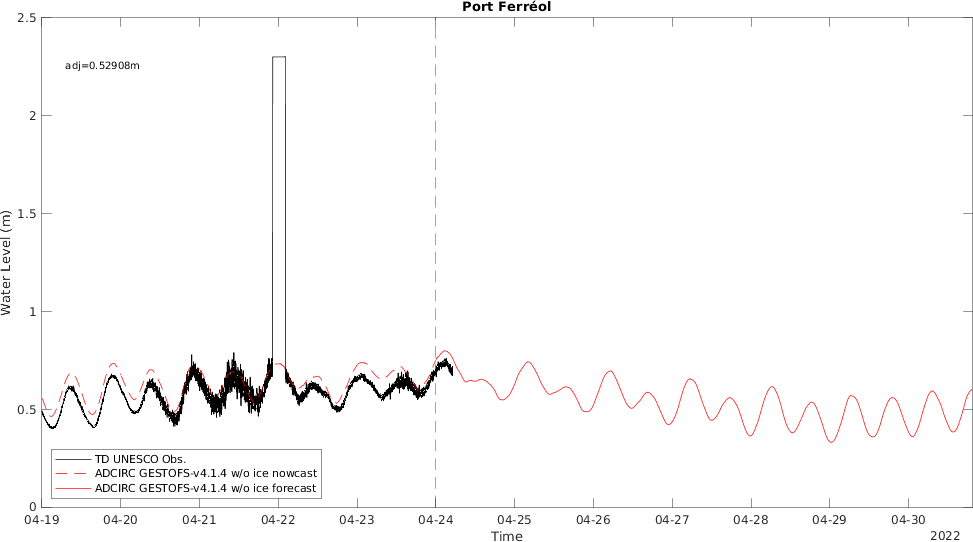 Port Ferréol
2.5
adj=0.52908m
2
1.5
Water Level (m)
1
0.5
TD UNESCO Obs.
ADCIRC GESTOFS-v4.1.4 w/o ice nowcast
ADCIRC GESTOFS-v4.1.4 w/o ice forecast
0
04-19 04-20 04-21 04-22 04-23 04-24 04-25 04-26 04-27 04-28 04-29 04-30
Time
2022